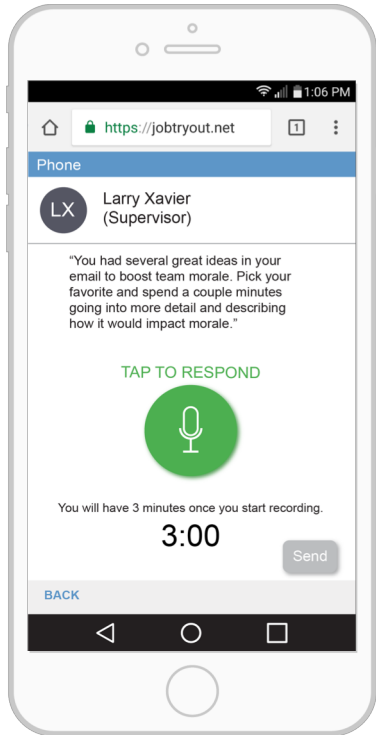 1:06 PM
https://jobtryout.net
1
Phone
LX
Larry Xavier
(Supervisor)
“You had several great ideas in your
email to boost team morale. Pick your
favorite and spend a couple minutes
going into more detail and describing
how it would impact morale.”
TAP TO RESPOND
You will have 3 minutes once you start recording.
3:00
Send
BACK